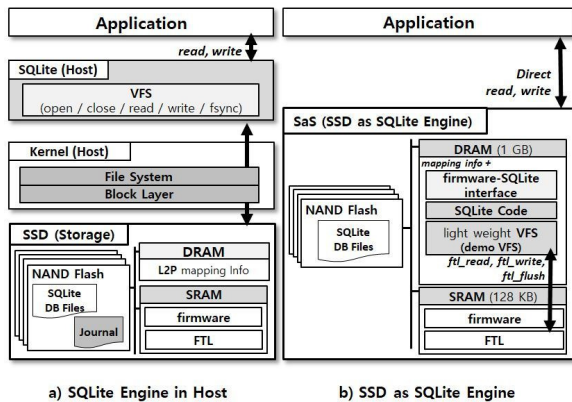 Application
read, write
SQLite (Host)
VFS
(open / close / read / write / fsync)
Kernel (Host)
File System
Block Layer
SSD (Storage)
NAND Flash
SQLite
DB Files
Journal
DRAM
L2P mapping Info
SRAM
firmware
FTL
a) SQLite Engine in Host
Application
Direct
read, write
SaS (SSD as SQLite Engine)
NAND Flash
SQLite
DB Files
DRAM (1 GB)
mapping info +
firmware-SQLite
interface
SQLite Code
light weight VFS
(demo VFS)
ftl_read, ftl_write,
ftl_flush
SRAM (128 KB)
firmware
FTL
b) SSD as SQLite Engine